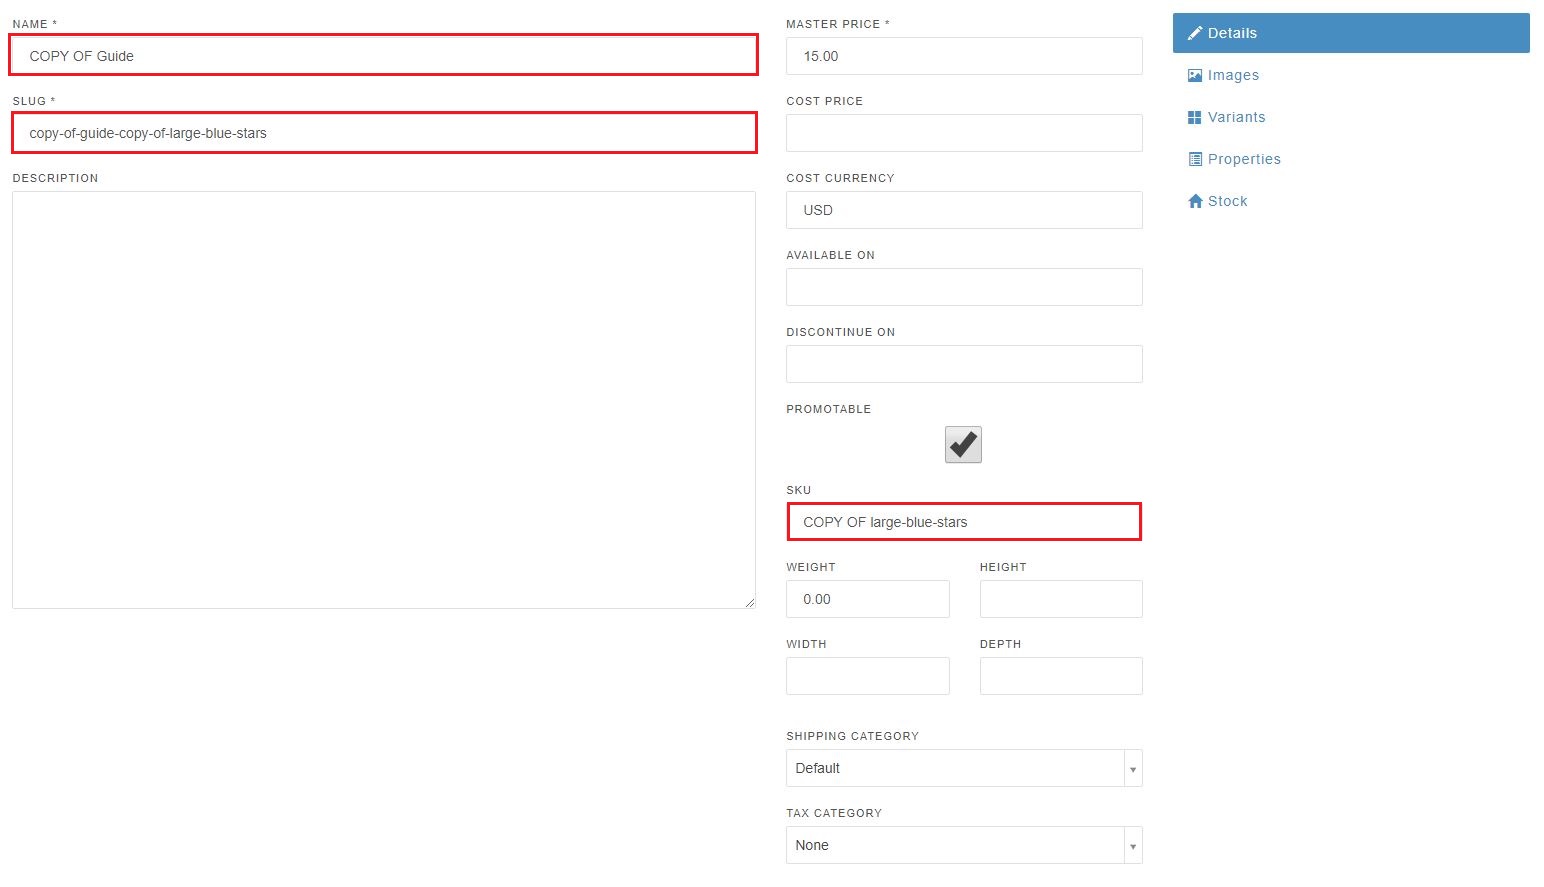 NAME *
COPY OF Guide
SLUG *
copy-of-guide-copy-of-large-blue-stars
DESCRIPTION
MASTER PRICE *
15.00
COST PRICE
COST CURRENCY
USD
AVAILABLE ON
DISCONTINUE ON
PROMOTABLE
SKU
COPY OF large-blue-stars
WEIGHT HEIGHT
0.00
WIDTH DEPTH
SHIPPING CATEGORY
Default
TAX CATEGORY
None
Details
Images
Variants
Properties
Stock